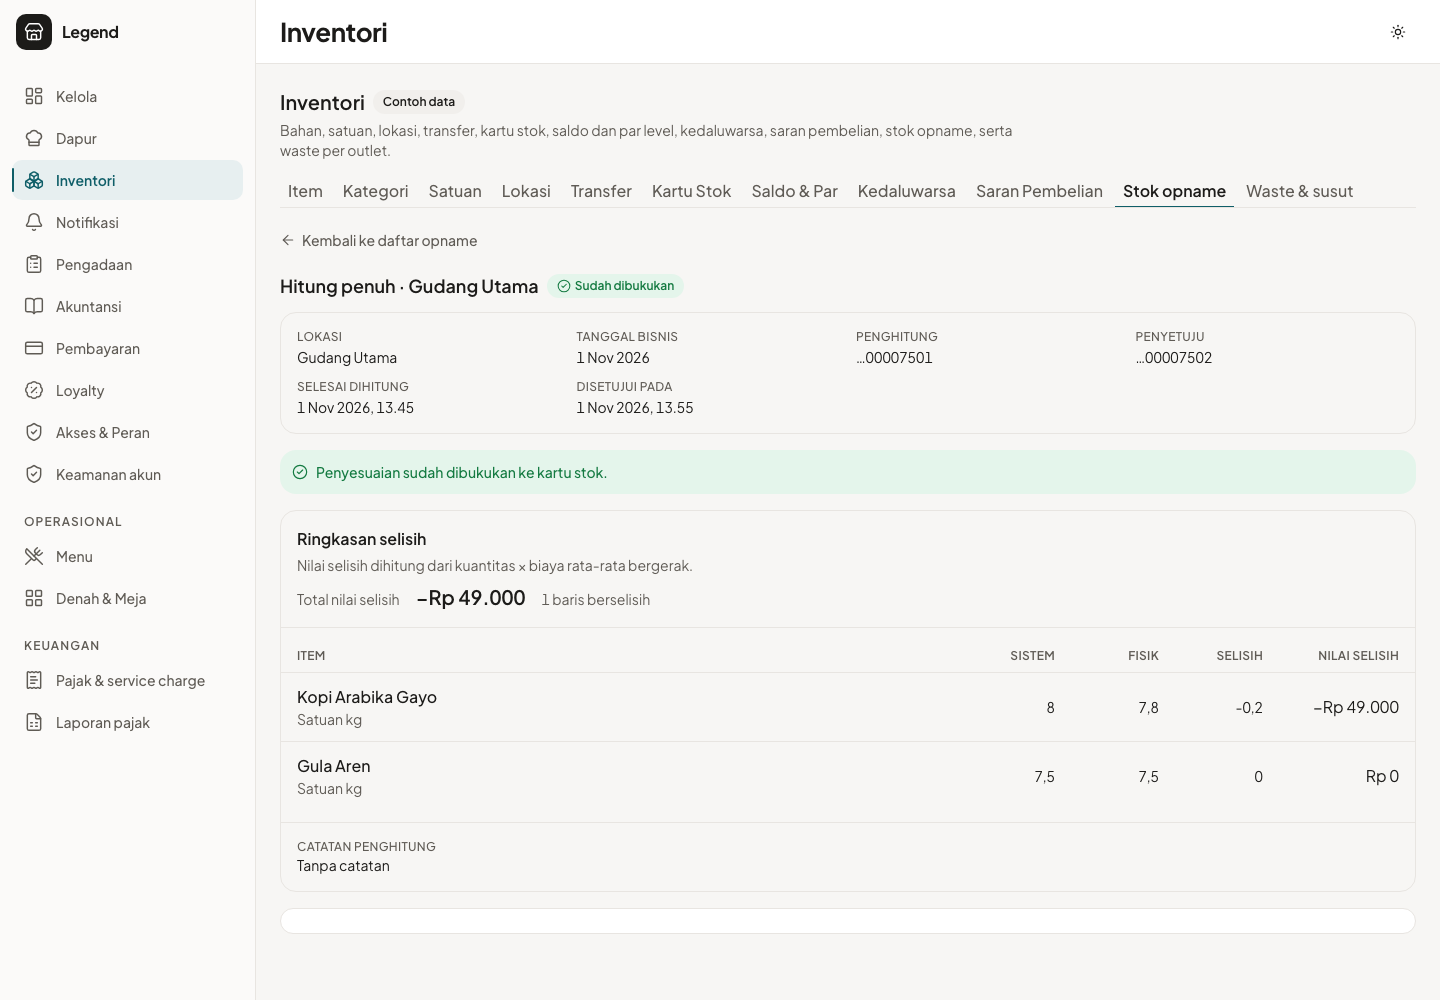 Legend
Inventori
Kelola
Dapur
Inventori
Notifikasi
Pengadaan
Akuntansi
Pembayaran
Loyalty
Akses & Peran
Keamanan akun
OPERASIONAL
Menu
Denah & Meja
KEUANGAN
Pajak & service charge
Laporan pajak
Inventori Contoh data
Bahan, satuan, lokasi, transfer, kartu stok, saldo dan par level, kedaluwarsa, saran pembelian, stok opname, serta
waste per outlet.
Item Kategori Satuan Lokasi Transfer Kartu Stok Saldo & Par Kedaluwarsa Saran Pembelian Stok opname Waste & susut
Kembali ke daftar opname
Hitung penuh · Gudang Utama Sudah dibukukan
LOKASI TANGGAL BISNIS PENGHITUNG PENYETUJU
Gudang Utama 1 Nov 2026 …00007501 …00007502
SELESAI DIHITUNG DISETUJUI PADA
1 Nov 2026, 13.45 1 Nov 2026, 13.55
Penyesuaian sudah dibukukan ke kartu stok.
Ringkasan selisih
Nilai selisih dihitung dari kuantitas × biaya rata-rata bergerak.
Total nilai selisih −Rp 49.000 1 baris berselisih
ITEM SISTEM FISIK SELISIH NILAI SELISIH
Kopi Arabika Gayo
Satuan kg
8 7,8 -0,2 −Rp 49.000
Gula Aren
Satuan kg
7,5 7,5 0 Rp 0
CATATAN PENGHITUNG
Tanpa catatan